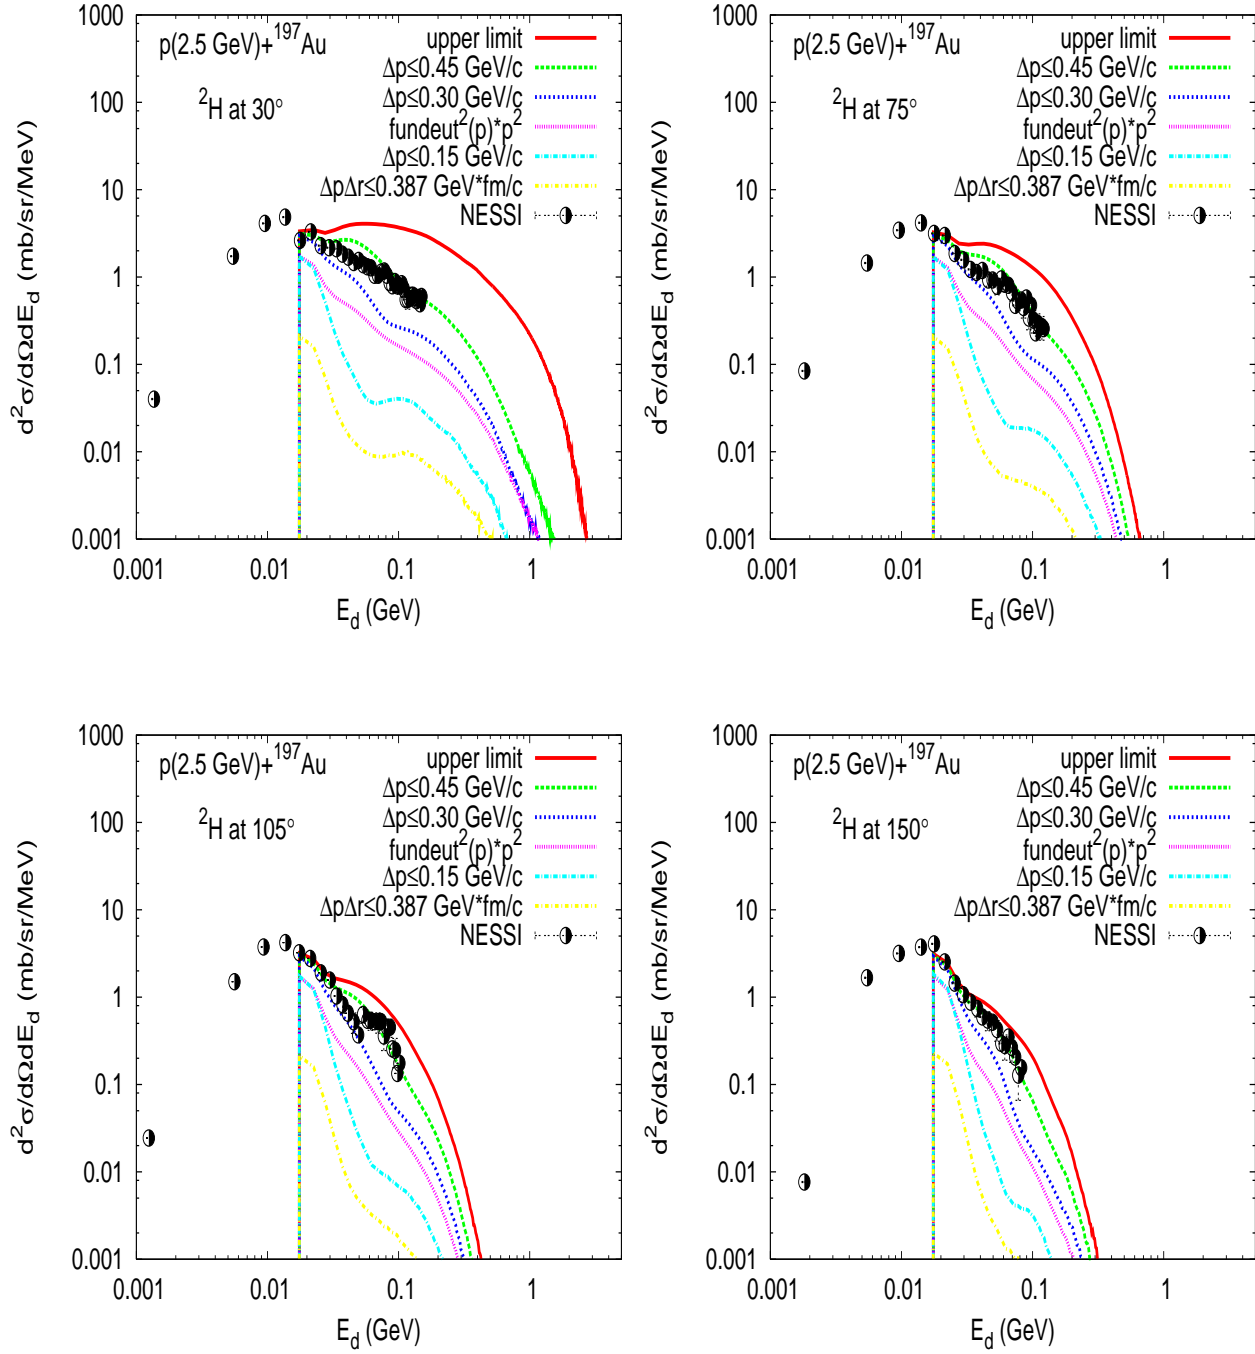 p(2.5 GeV)+¹⁹⁷Au
²H at 30°
upper limit
Δp≤0.45 GeV/c
Δp≤0.30 GeV/c
fundeut²(p)*p²
Δp≤0.15 GeV/c
ΔpΔr≤0.387 GeV*fm/c
NESSI
1000
100
10
1
0.1
0.01
0.001
d²σ/dΩdE_d (mb/sr/MeV)
0.001 0.01 0.1 1
E_d (GeV)
p(2.5 GeV)+¹⁹⁷Au
²H at 75°
upper limit
Δp≤0.45 GeV/c
Δp≤0.30 GeV/c
fundeut²(p)*p²
Δp≤0.15 GeV/c
ΔpΔr≤0.387 GeV*fm/c
NESSI
1000
100
10
1
0.1
0.01
0.001
d²σ/dΩdE_d (mb/sr/MeV)
0.001 0.01 0.1 1
E_d (GeV)
p(2.5 GeV)+¹⁹⁷Au
²H at 105°
upper limit
Δp≤0.45 GeV/c
Δp≤0.30 GeV/c
fundeut²(p)*p²
Δp≤0.15 GeV/c
ΔpΔr≤0.387 GeV*fm/c
NESSI
1000
100
10
1
0.1
0.01
0.001
d²σ/dΩdE_d (mb/sr/MeV)
0.001 0.01 0.1 1
E_d (GeV)
p(2.5 GeV)+¹⁹⁷Au
²H at 150°
upper limit
Δp≤0.45 GeV/c
Δp≤0.30 GeV/c
fundeut²(p)*p²
Δp≤0.15 GeV/c
ΔpΔr≤0.387 GeV*fm/c
NESSI
1000
100
10
1
0.1
0.01
0.001
d²σ/dΩdE_d (mb/sr/MeV)
0.001 0.01 0.1 1
E_d (GeV)